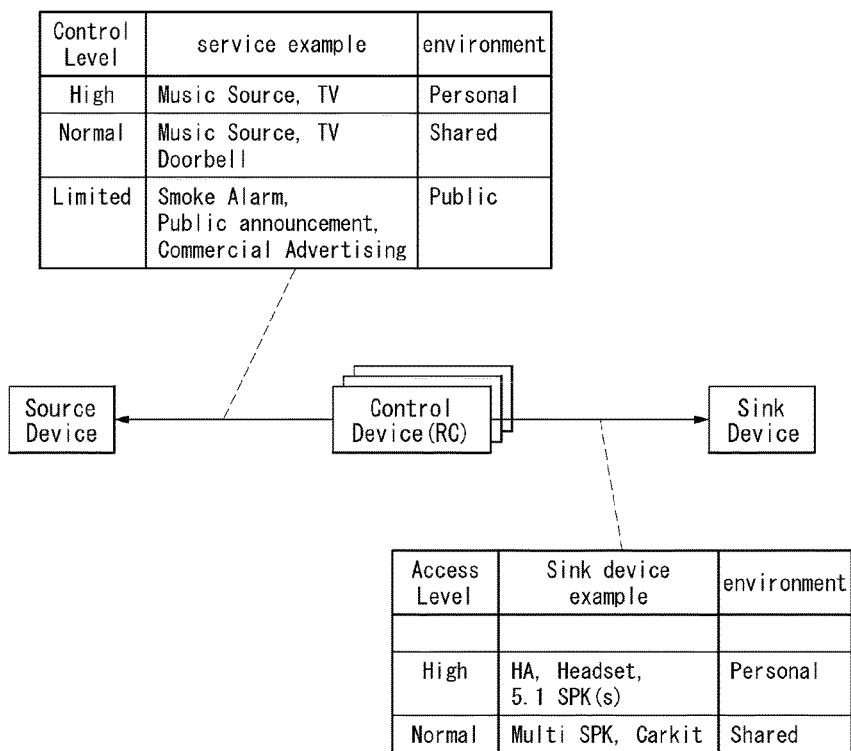 Control Level service example environment
High Music Source, TV Personal
Normal Music Source, TV Doorbell Shared
Limited Smoke Alarm, Public announcement, Commercial Advertising Public
Source Device
Control Device(RC)
Sink Device
Access Level Sink device example environment
High HA, Headset, 5.1 SPK(s) Personal
Normal Multi SPK, Carkit Shared